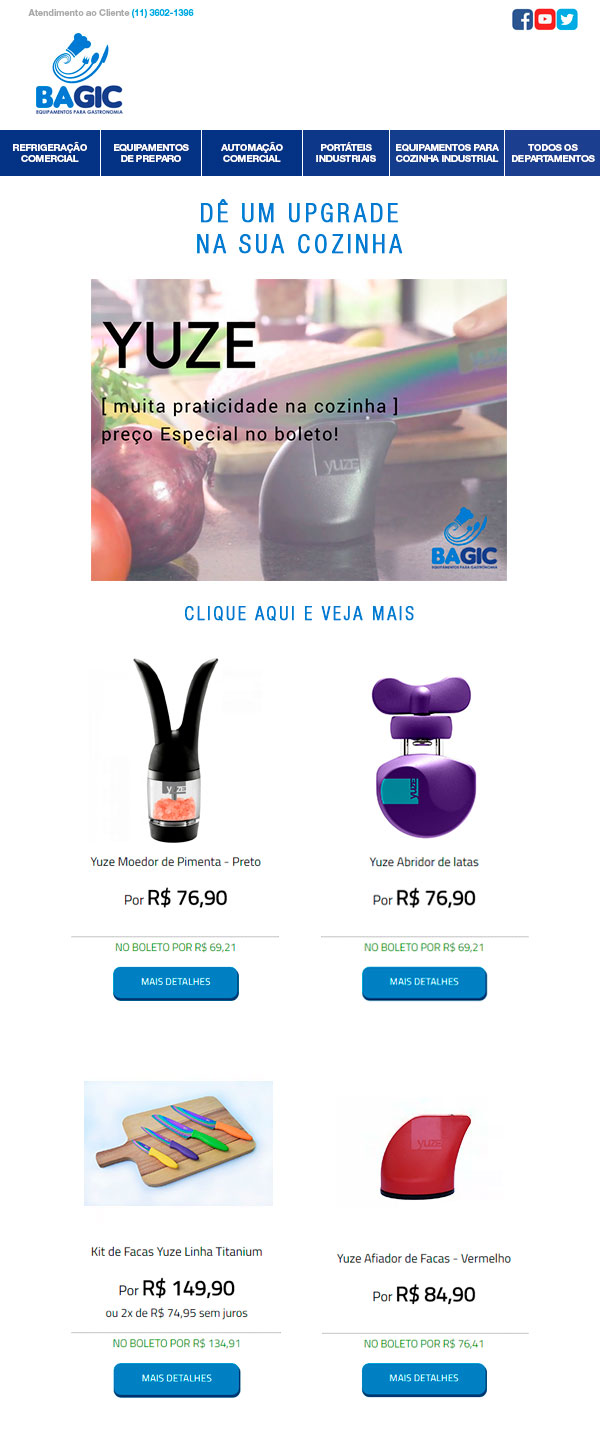 Atendimento ao Cliente (11) 3602-1396
BAGIC
EQUIPAMENTOS PARA GASTRONOMIA
REFRIGERAÇÃO
COMERCIAL
EQUIPAMENTOS
DE PREPARO
AUTOMAÇÃO
COMERCIAL
PORTÁTEIS
INDUSTRIAIS
EQUIPAMENTOS PARA
COZINHA INDUSTRIAL
TODOS OS
DEPARTAMENTOS
DÊ UM UPGRADE
NA SUA COZINHA
YUZE
YUZE
[ muita praticidade na cozinha ]
preço Especial no boleto!
YUZE
BAGIC
EQUIPAMENTOS PARA GASTRONOMIA
CLIQUE AQUI E VEJA MAIS
YUZE
Yuze Moedor de Pimenta - Preto
Por R$ 76,90
NO BOLETO POR R$ 69,21
MAIS DETALHES
YUZE
Yuze Abridor de latas
Por R$ 76,90
NO BOLETO POR R$ 69,21
MAIS DETALHES
Kit de Facas Yuze Linha Titanium
Por R$ 149,90
ou 2x de R$ 74,95 sem juros
NO BOLETO POR R$ 134,91
MAIS DETALHES
YUZE
Yuze Afiador de Facas - Vermelho
Por R$ 84,90
NO BOLETO POR R$ 76,41
MAIS DETALHES